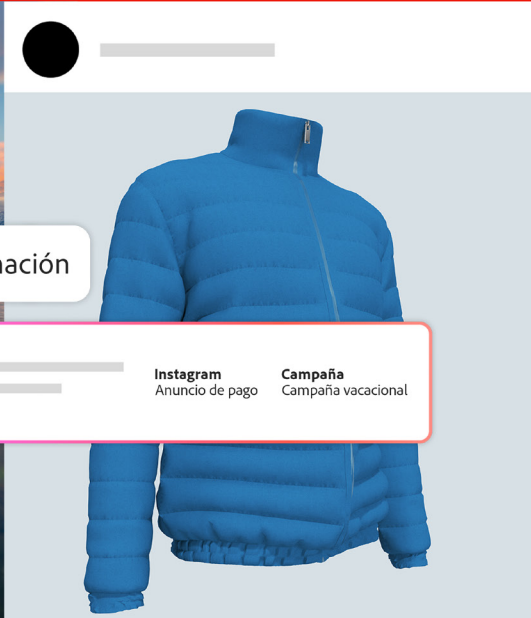 nación
Instagram
Anuncio de pago
Campaña
Campaña vacacional